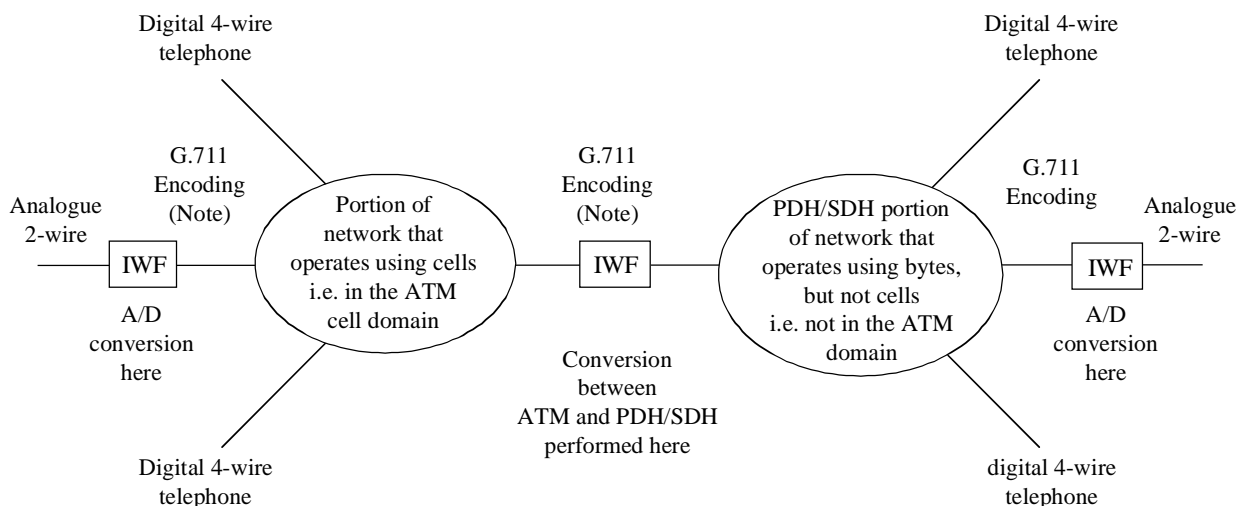 Digital 4-wire
telephone
Digital 4-wire
telephone
G.711
Encoding
(Note)
G.711
Encoding
(Note)
G.711
Encoding
Analogue
2-wire
Portion of
network that
operates using cells
i.e. in the ATM
cell domain
PDH/SDH portion
of network that
operates using bytes,
but not cells
i.e. not in the ATM
domain
Analogue
2-wire
IWF
IWF
IWF
A/D
conversion
here
Conversion
between
ATM and PDH/SDH
performed here
A/D
conversion
here
Digital 4-wire
telephone
digital 4-wire
telephone